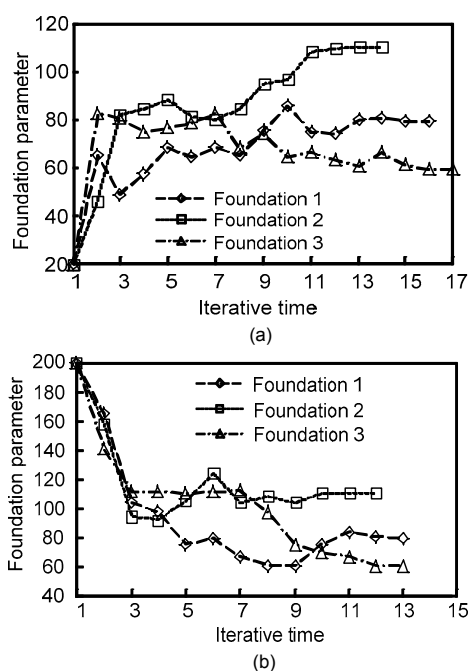 Foundation parameter
120
100
80
60
40
20
Foundation 1
Foundation 2
Foundation 3
1 3 5 7 9 11 13 15 17
Iterative time
(a)
Foundation parameter
200
180
160
140
120
100
80
60
40
Foundation 1
Foundation 2
Foundation 3
1 3 5 7 9 11 13 15
Iterative time
(b)